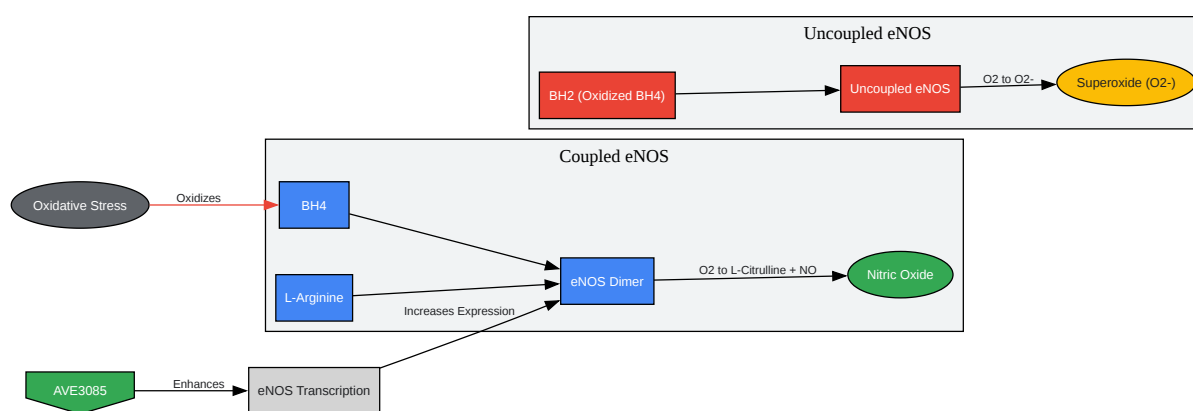 Uncoupled eNOS
BH2 (Oxidized BH4)
Uncoupled eNOS
O2 to O2-
Superoxide (O2-)
Coupled eNOS
Oxidative Stress
Oxidizes
BH4
L-Arginine
eNOS Dimer
O2 to L-Citrulline + NO
Nitric Oxide
Increases Expression
AVE3085
Enhances
eNOS Transcription